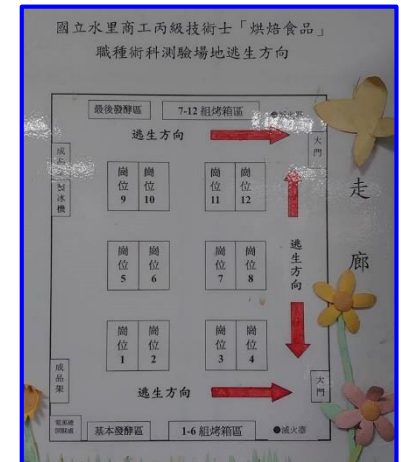 國立水里商工丙級技術士「烘焙食品」
職種術科測驗場地逃生方向
最後發酵區
7-12 組烤箱區
逃生方向
大門
製冰機
崗位 9
崗位 10
崗位 11
崗位 12
走廊
崗位 5
崗位 6
崗位 7
崗位 8
逃生方向
崗位 1
崗位 2
崗位 3
崗位 4
成品架
逃生方向
大門
基本發酵區
1-6 組烤箱區
●滅火器